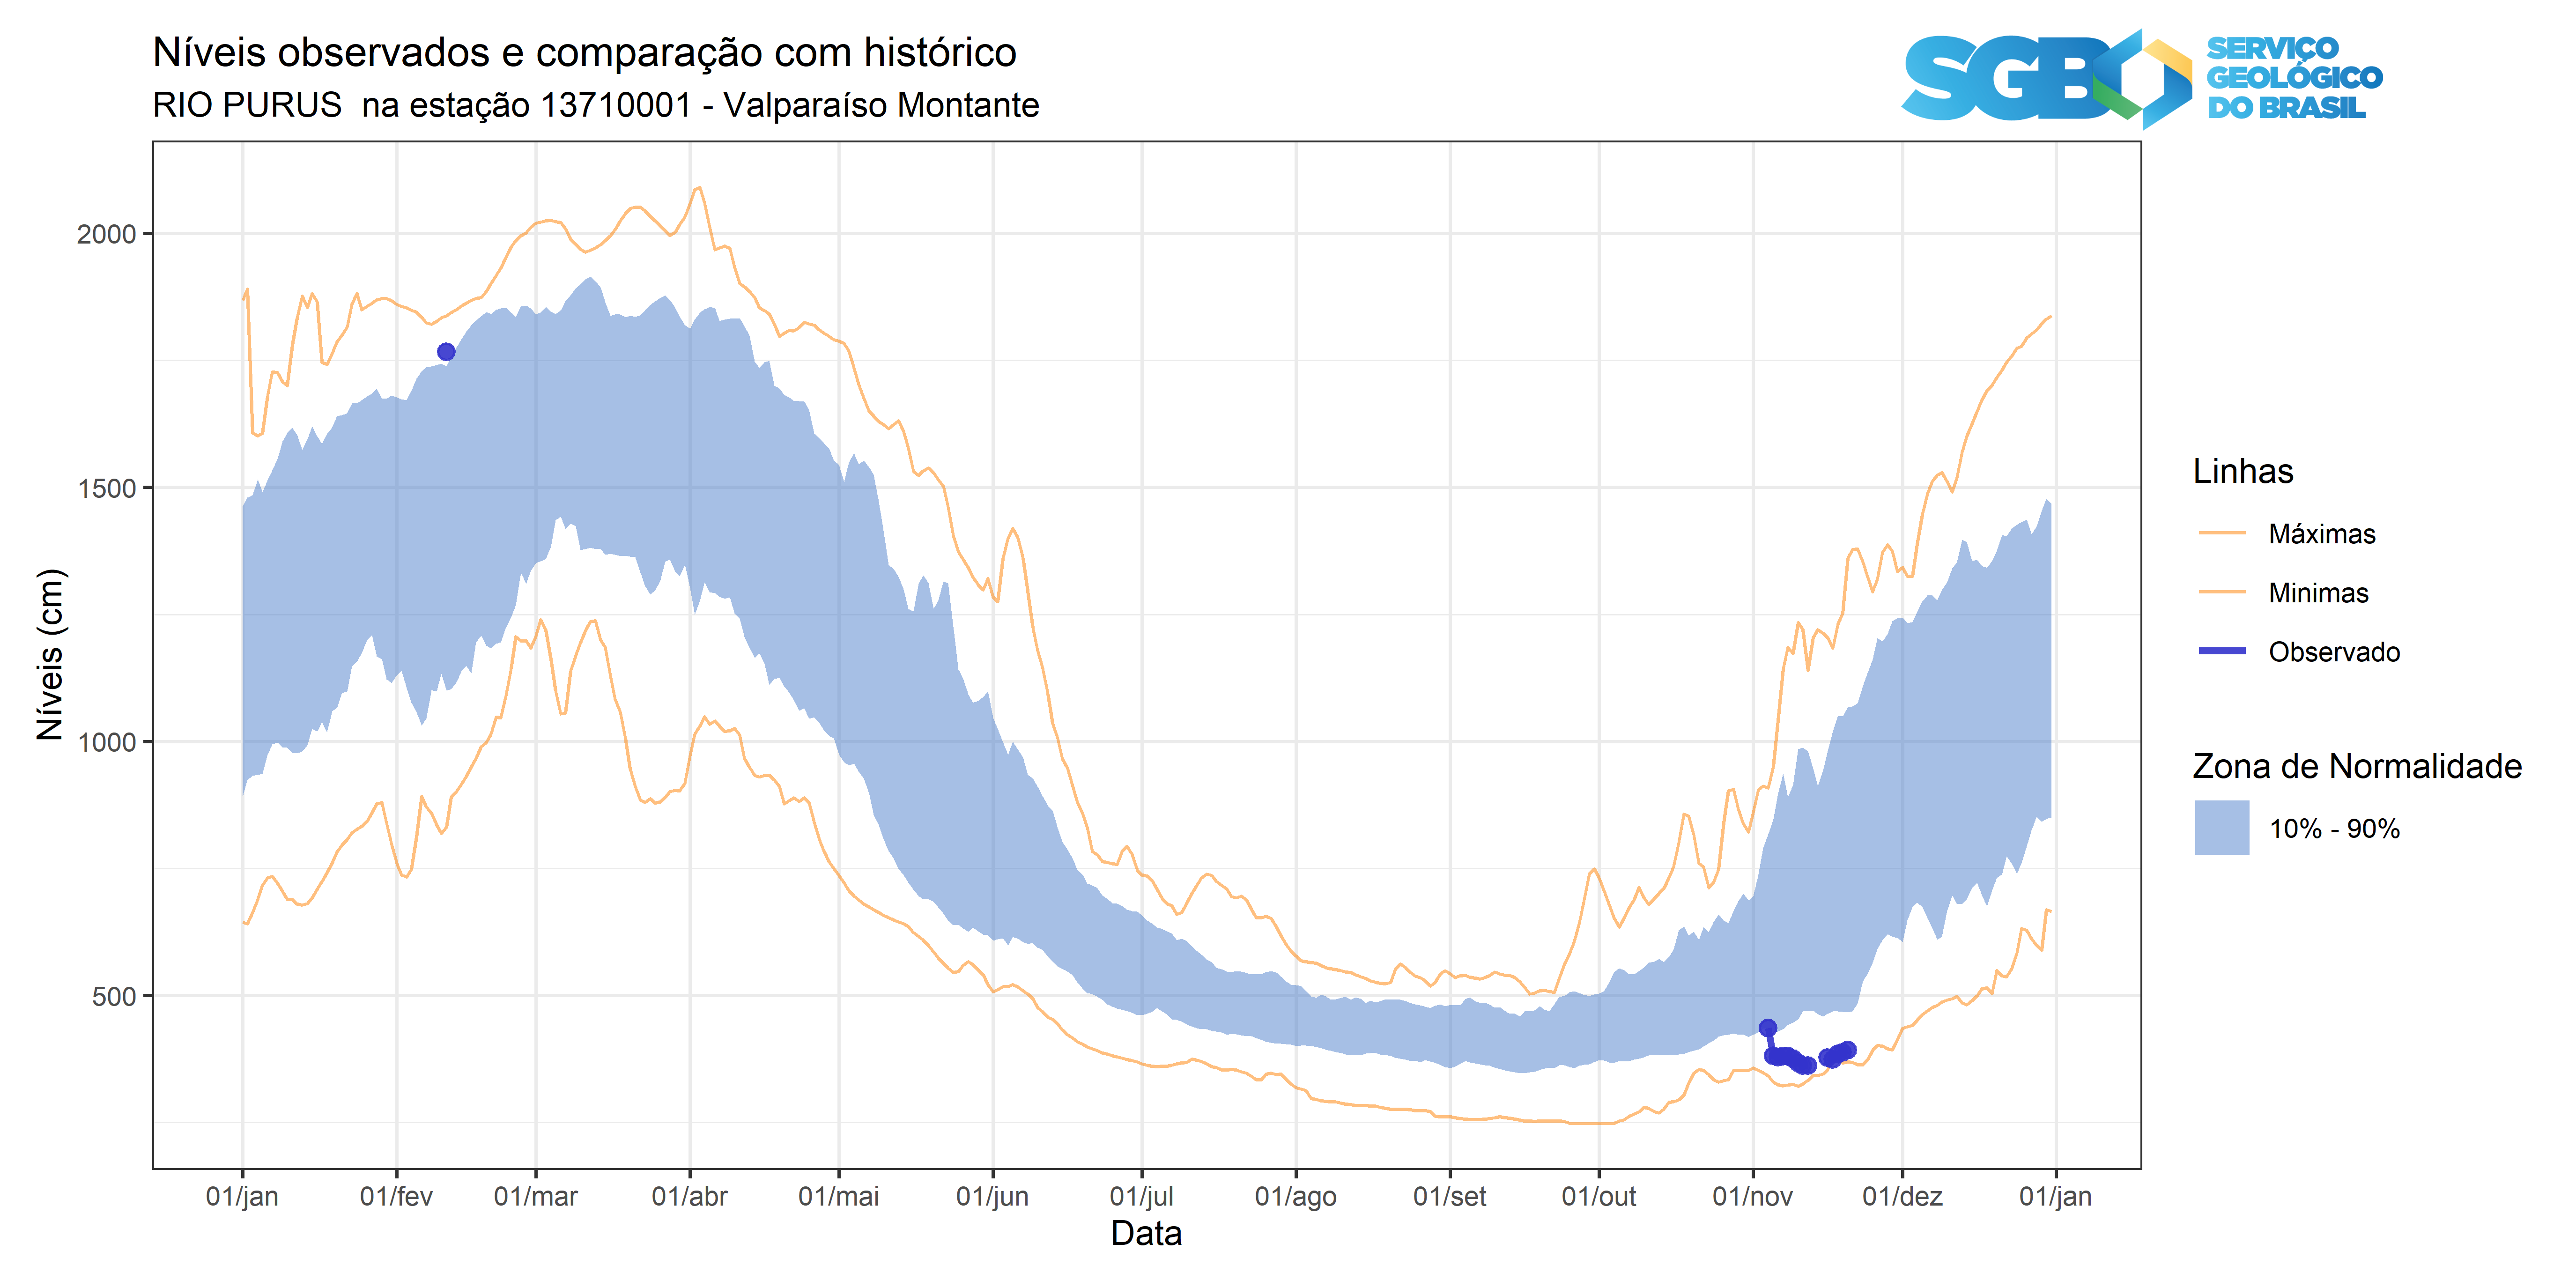 Níveis observados e comparação com histórico
RIO PURUS  na estação 13710001 - Valparaíso Montante
SGB
SERVIÇO
GEOLÓGICO
DO BRASIL
Níveis (cm)
2000
1500
1000
500
01/jan 01/fev 01/mar 01/abr 01/mai 01/jun 01/jul 01/ago 01/set 01/out 01/nov 01/dez 01/jan
Data
Linhas
Máximas
Minimas
Observado
Zona de Normalidade
10% - 90%